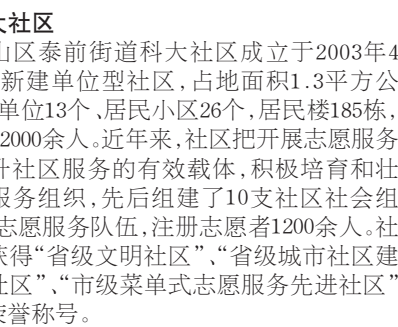 大社区
山区泰前街道科大社区成立于2003年4
新建单位型社区，占地面积1.3平方公
单位13个、居民小区26个，居民楼185栋，
2000余人。近年来，社区把开展志愿服务
升社区服务的有效载体，积极培育和壮
服务组织，先后组建了10支社区社会组
志愿服务队伍，注册志愿者1200余人。社
获得“省级文明社区”、“省级城市社区建
社区”、“市级菜单式志愿服务先进社区”
荣誉称号。